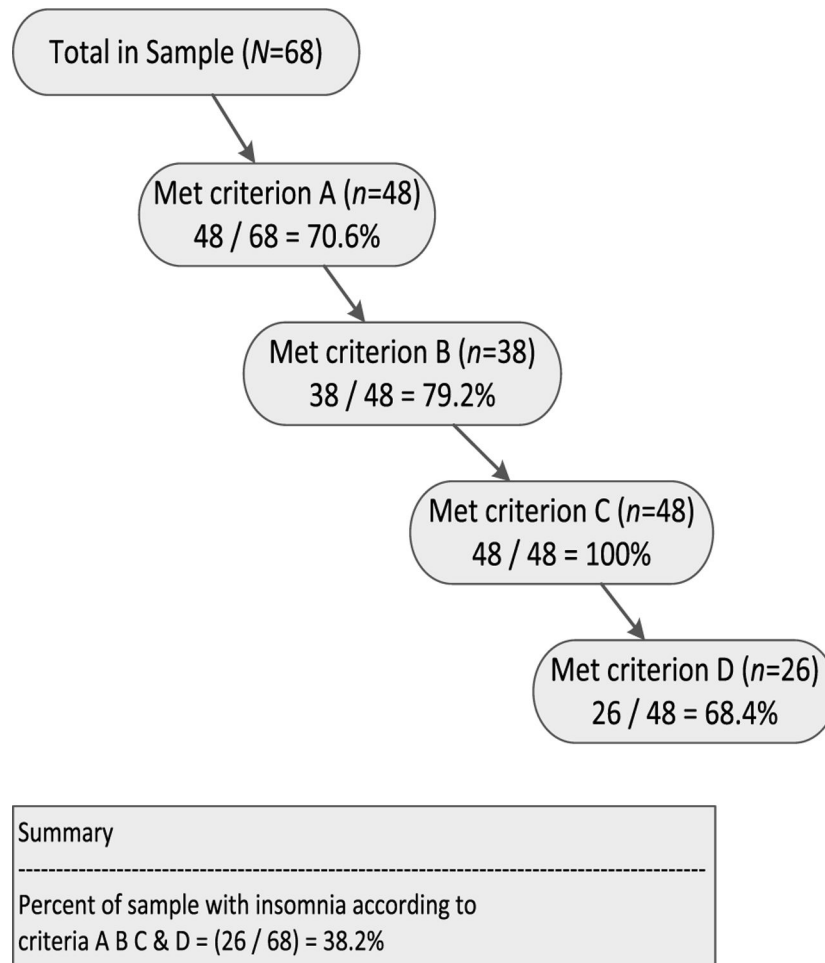 Total in Sample (N=68)
Met criterion A (n=48)
48 / 68 = 70.6%
Met criterion B (n=38)
38 / 48 = 79.2%
Met criterion C (n=48)
48 / 48 = 100%
Met criterion D (n=26)
26 / 48 = 68.4%
Summary
--------------------------------------------------------------------------------------------
Percent of sample with insomnia according to
criteria A B C & D = (26 / 68) = 38.2%